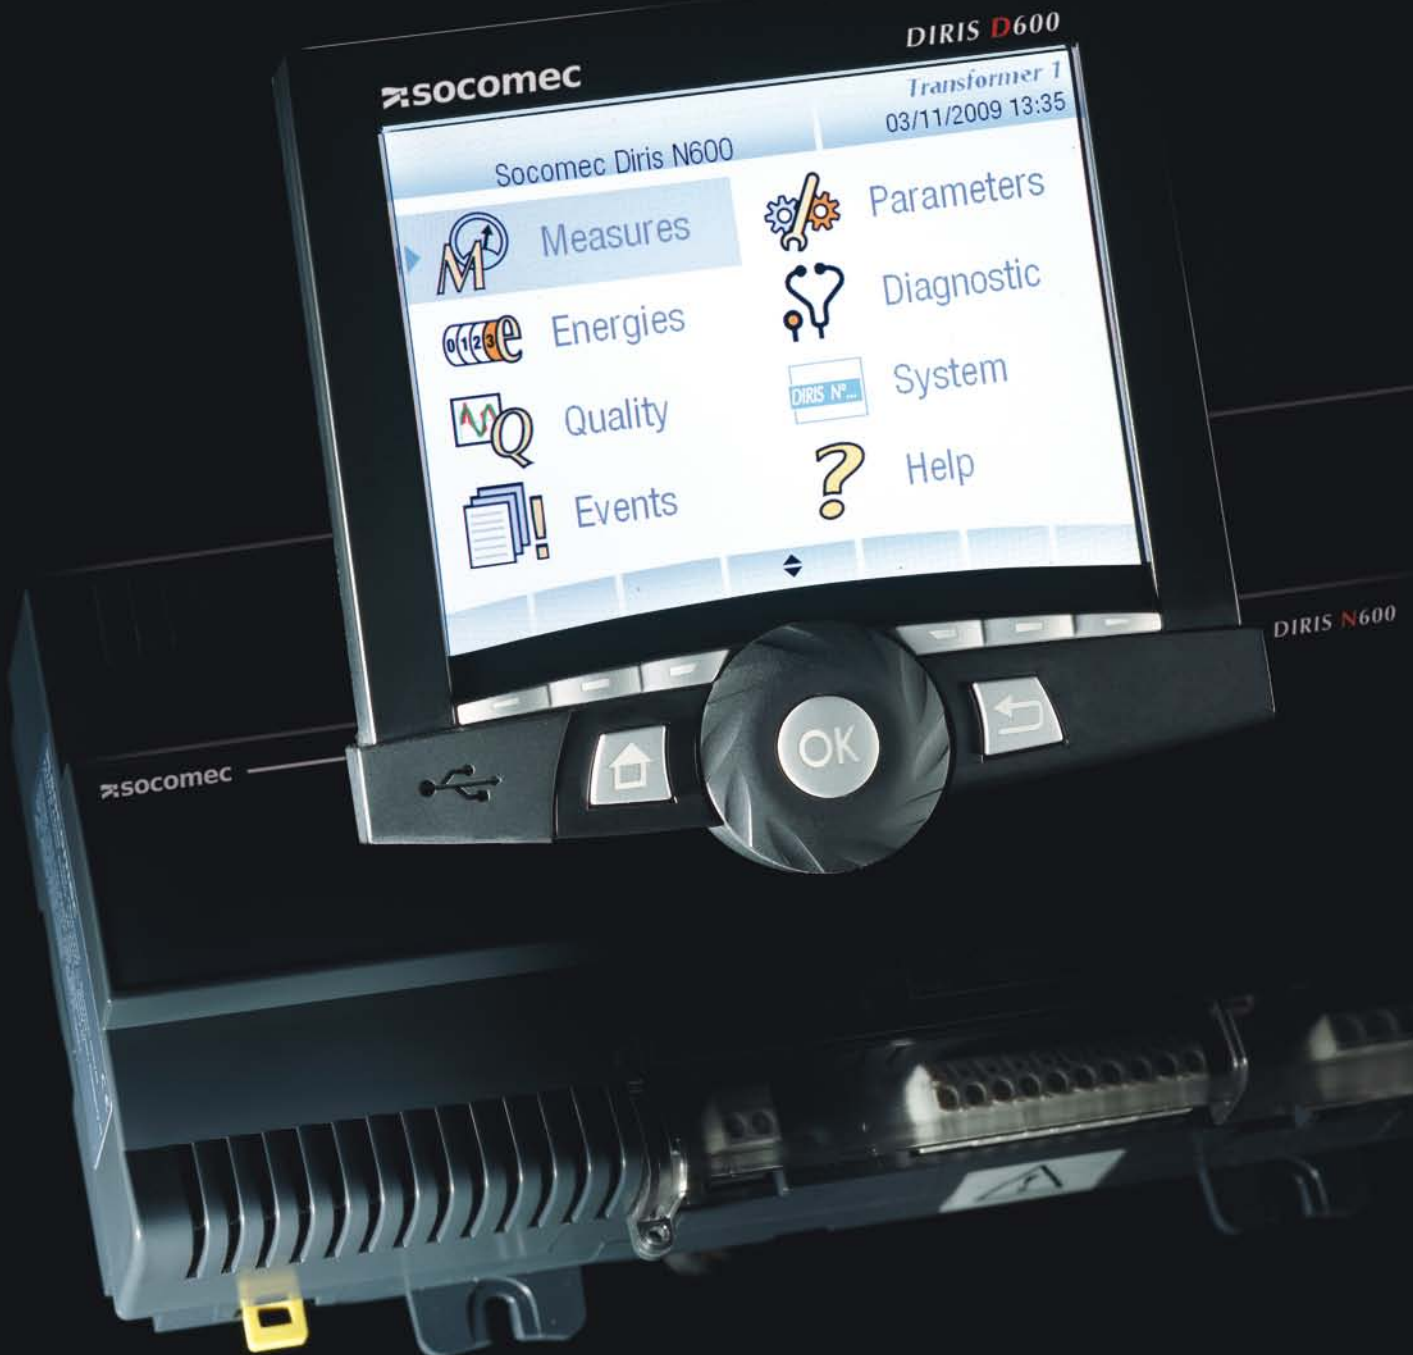 DIRIS D600
socomec
Transformer 1
03/11/2009 13:35
Socomec Diris N600
Measures
Parameters
0123e
Energies
Diagnostic
Q
Quality
DIRIS N°...
System
Events
?
Help
M
!
DIRIS N600
OK
socomec